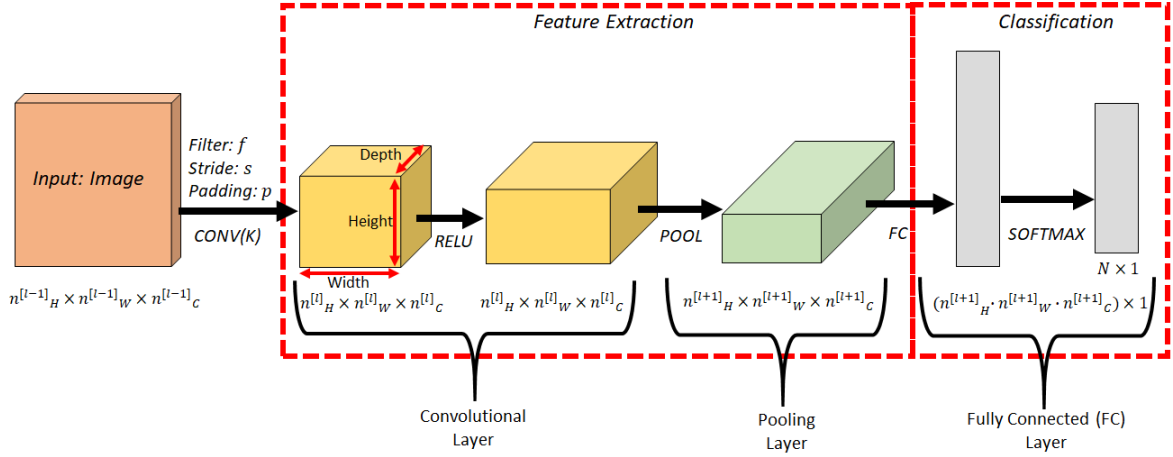 Feature Extraction
Classification
Input: Image
Filter: f
Stride: s
Padding: p
CONV(K)
Depth
Height
Width
RELU
POOL
FC
SOFTMAX
N × 1
n^{[l−1]}_H × n^{[l−1]}_W × n^{[l−1]}_C
n^{[l]}_H × n^{[l]}_W × n^{[l]}_C
n^{[l]}_H × n^{[l]}_W × n^{[l]}_C
n^{[l+1]}_H × n^{[l+1]}_W × n^{[l+1]}_C
(n^{[l+1]}_H · n^{[l+1]}_W · n^{[l+1]}_C) × 1
Convolutional
Layer
Pooling
Layer
Fully Connected (FC)
Layer